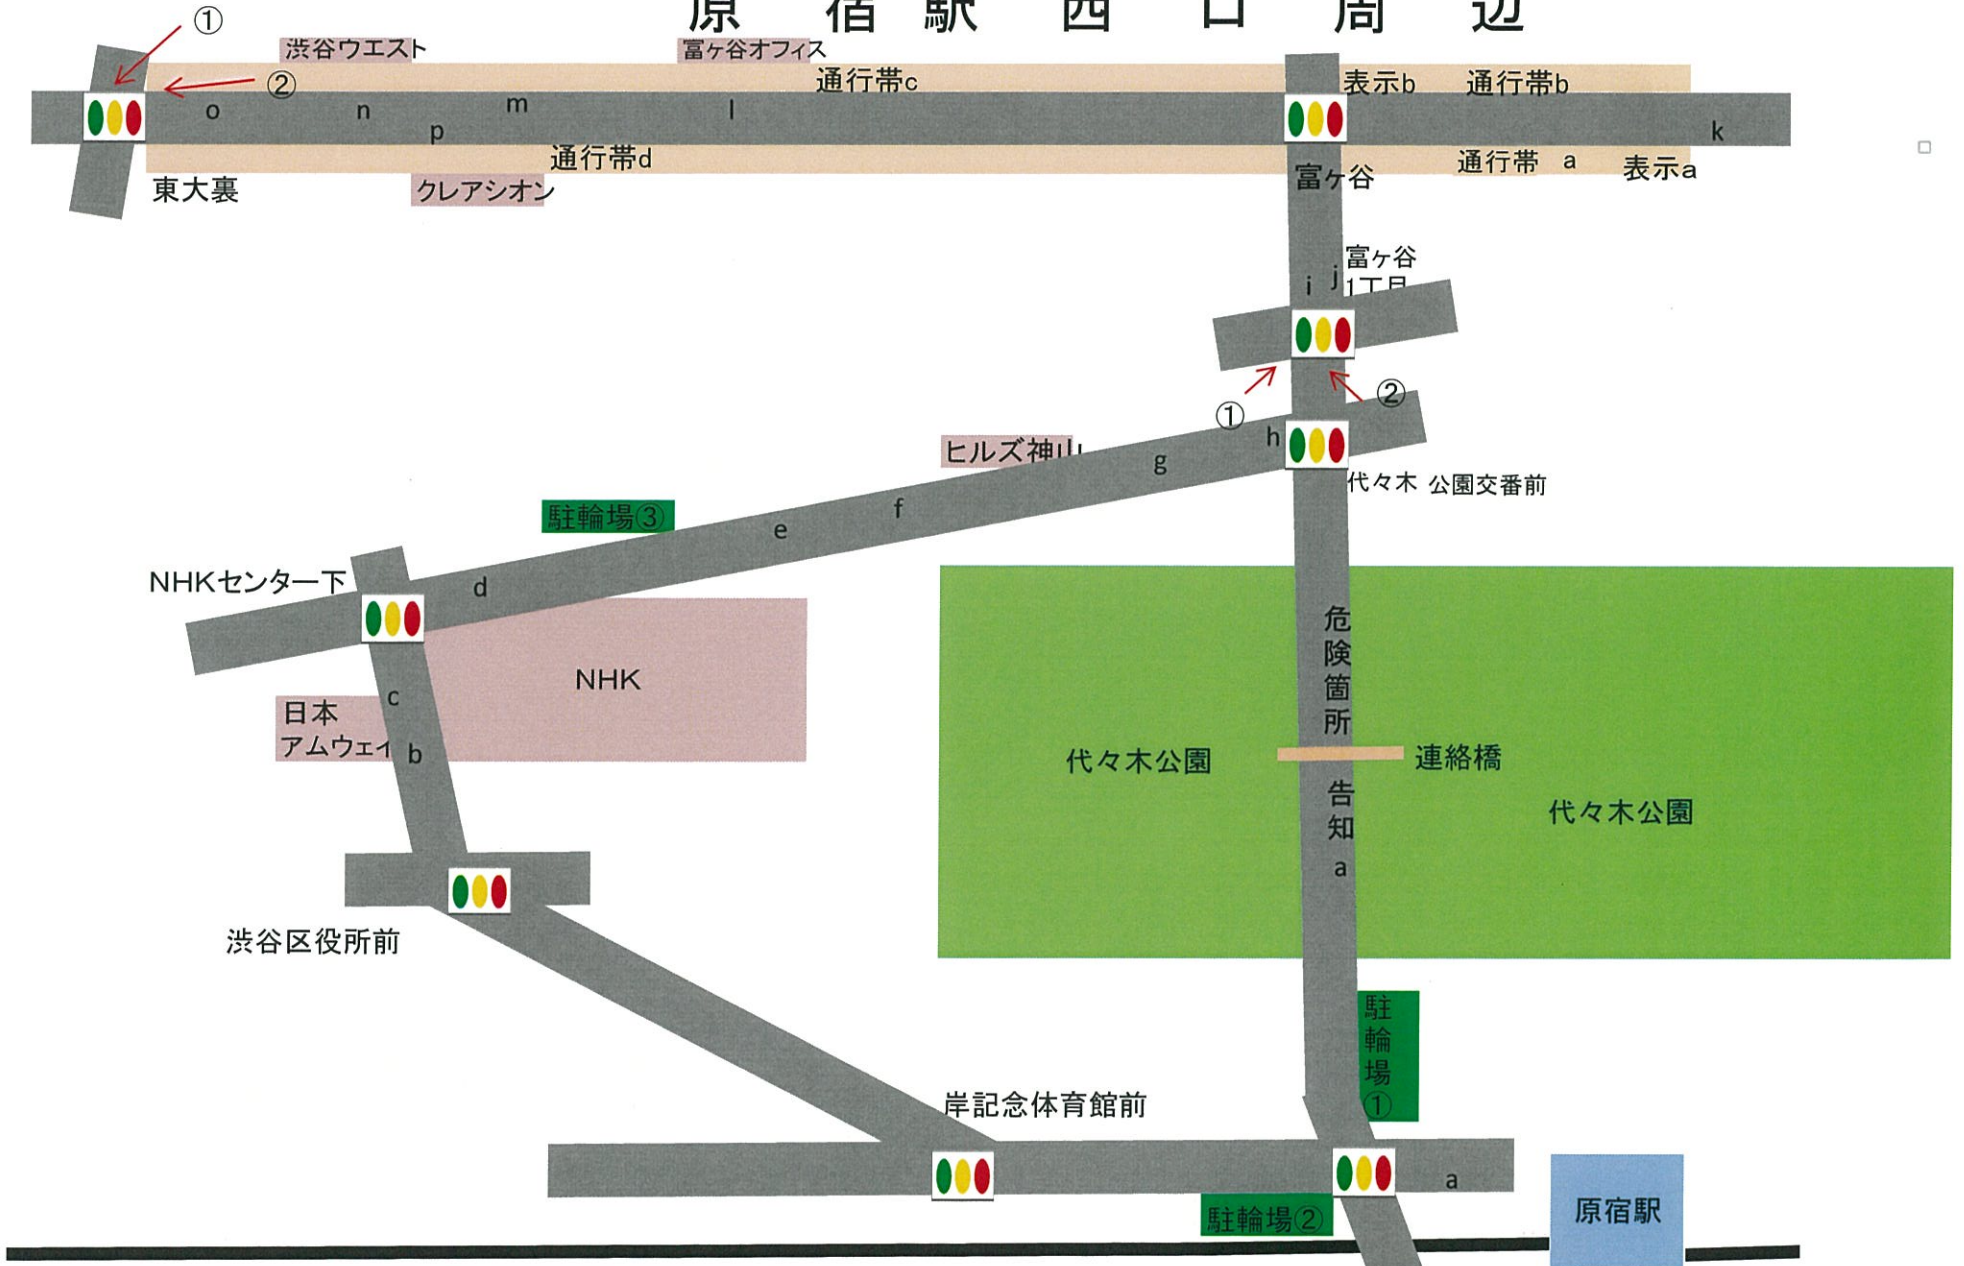 原宿駅西口周辺
①
渋谷ウエスト
富ヶ谷オフィス
②
通行帯c
表示b
通行帯b
o
n
m
p
l
k
通行帯d
通行帯 a
表示a
東大裏
クレアシオン
富ヶ谷
富ヶ谷
1丁目
i
j
①
②
ヒルズ神山
h
g
代々木 公園交番前
駐輪場③
f
e
d
NHKセンター下
危険箇所
NHK
c
日本
アムウェイ
b
代々木公園
連絡橋
告知
a
代々木公園
渋谷区役所前
駐輪場①
岸記念体育館前
a
駐輪場②
原宿駅